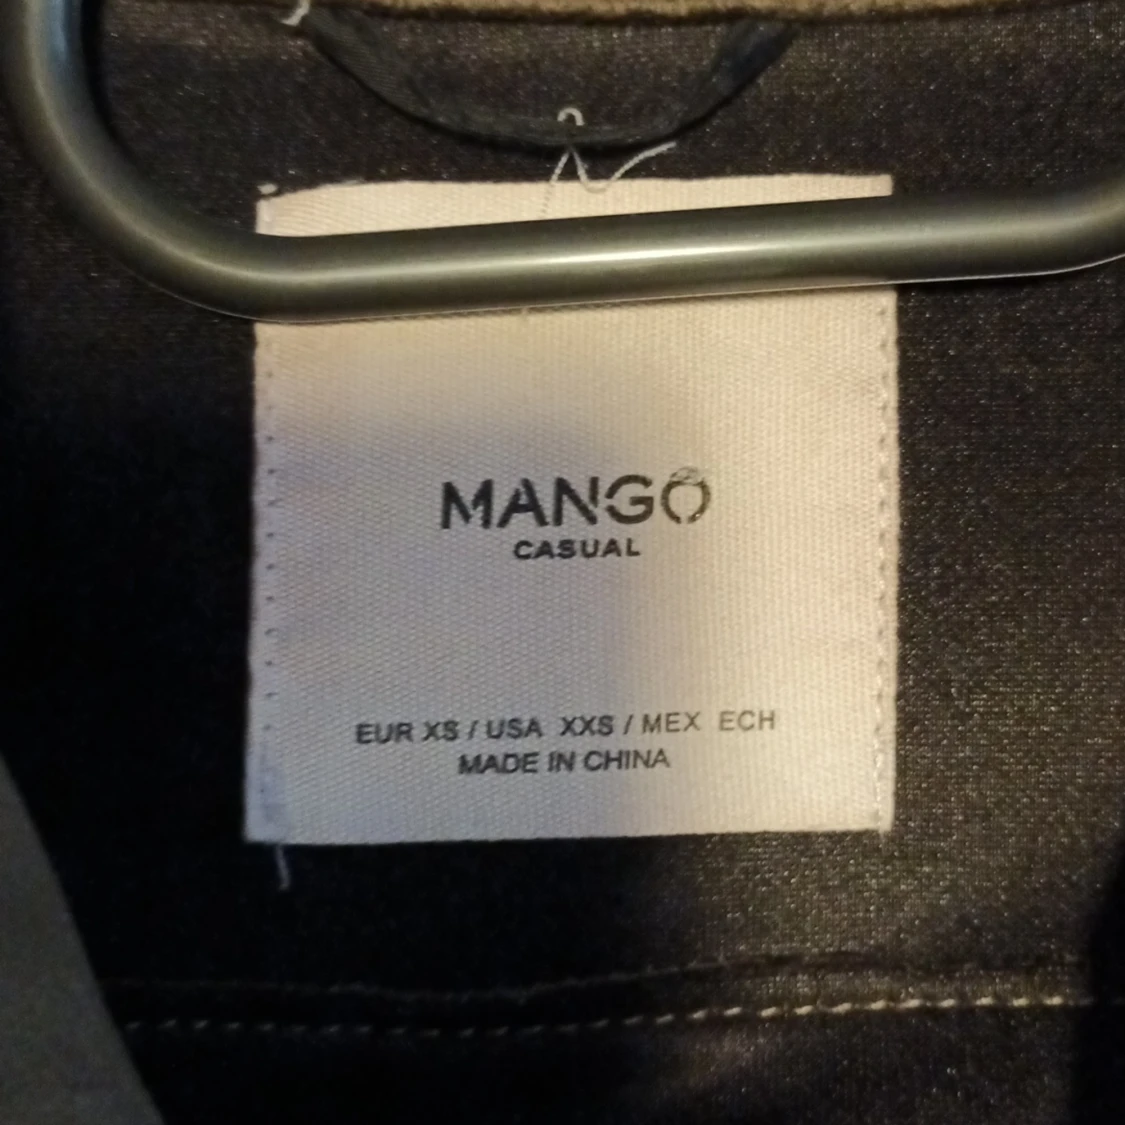 MANGO
CASUAL
EUR XS / USA XXS / MEX ECH
MADE IN CHINA